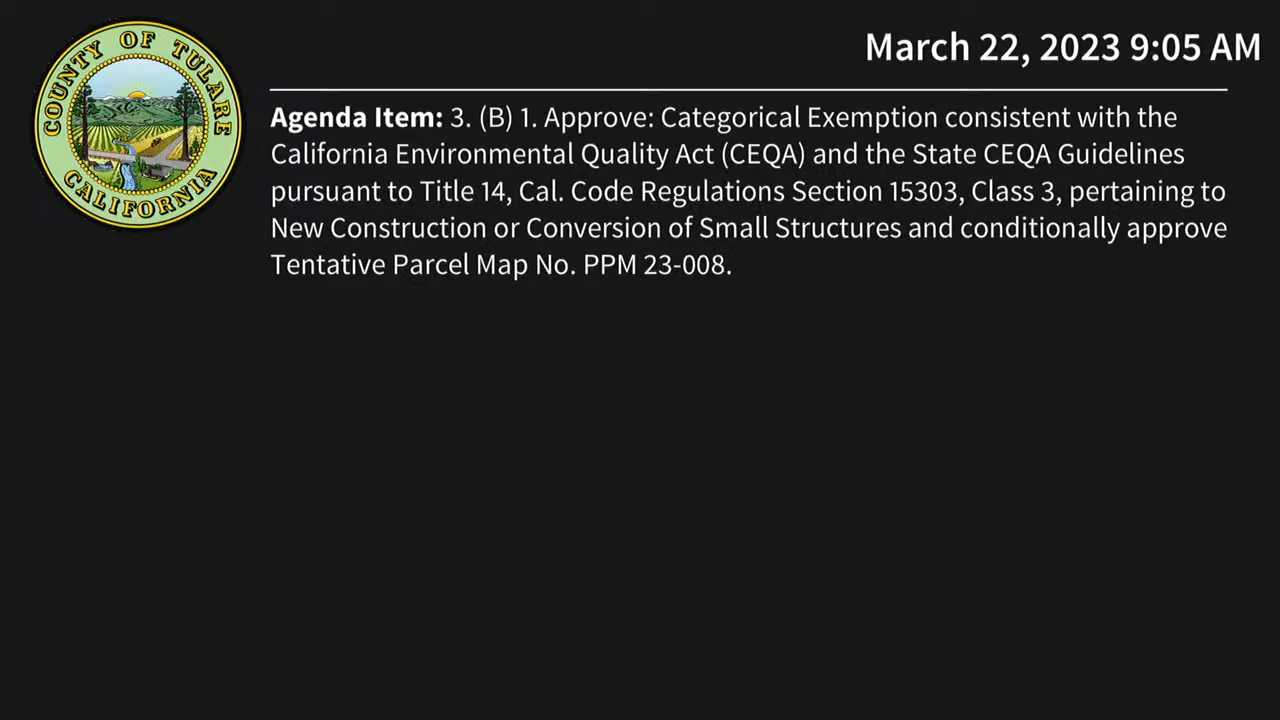 COUNTY OF TULARE
CALIFORNIA
March 22, 2023 9:05 AM
Agenda Item: 3. (B) 1. Approve: Categorical Exemption consistent with the
California Environmental Quality Act (CEQA) and the State CEQA Guidelines
pursuant to Title 14, Cal. Code Regulations Section 15303, Class 3, pertaining to
New Construction or Conversion of Small Structures and conditionally approve
Tentative Parcel Map No. PPM 23-008.